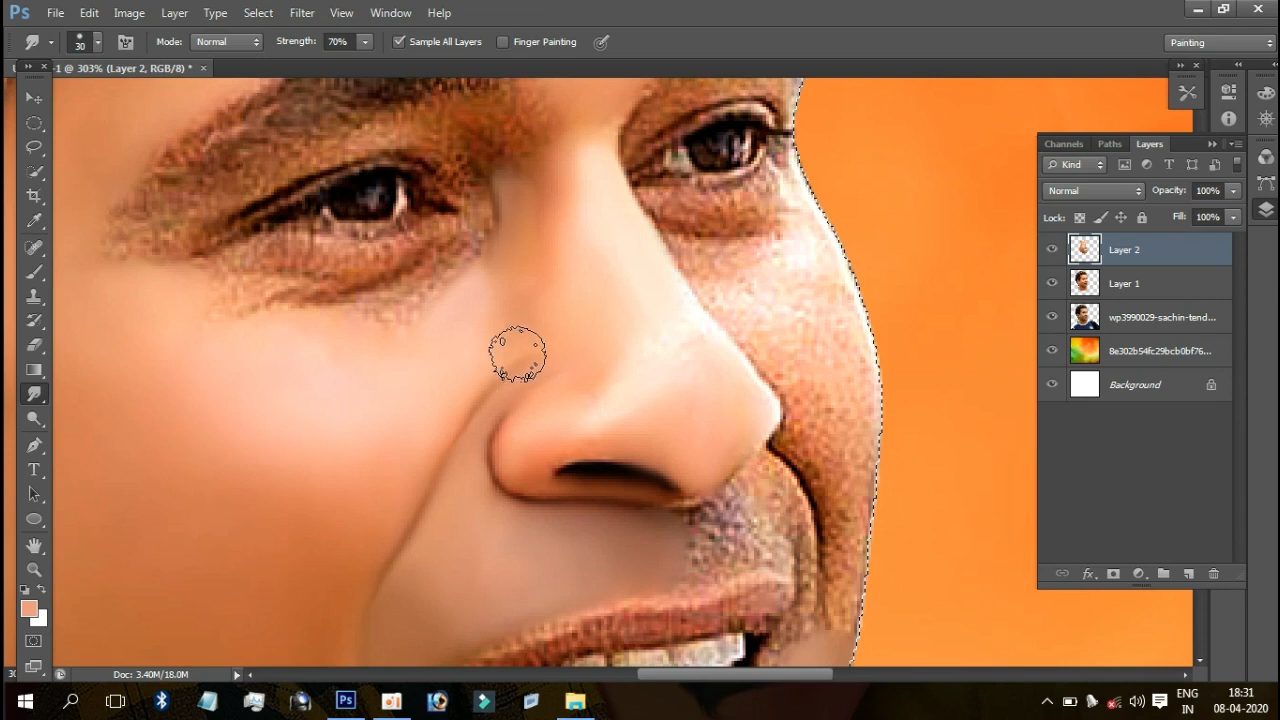 Ps File Edit Image Layer Type Select Filter View Window Help
30 Mode: Normal Strength: 70% Sample All Layers Finger Painting Painting
-1 @ 303% (Layer 2, RGB/8) * ×
Channels Paths Layers
Kind T
Normal Opacity: 100%
Lock: Fill: 100%
Layer 2
Layer 1
wp3990029-sachin-tend...
8e302b54fc29bcb0bf76...
Background
fx
T
Doc: 3.40M/18.0M
Ps
ENG 18:31
IN 08-04-2020